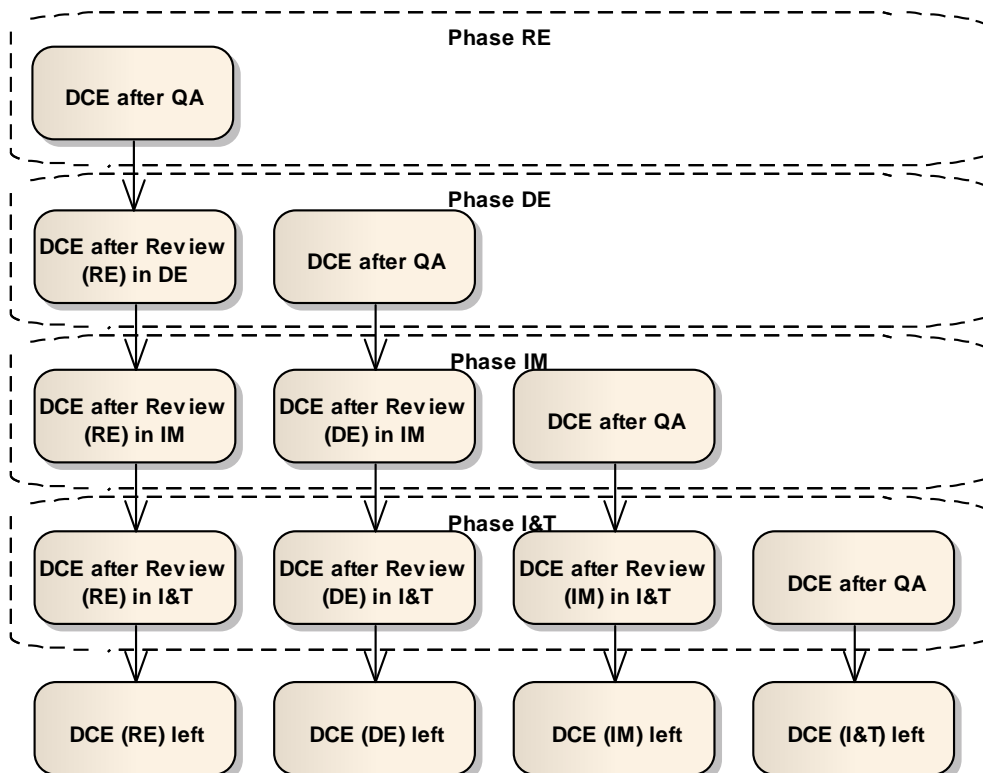 Phase RE
DCE after QA
Phase DE
DCE after Review
(RE) in DE
DCE after QA
Phase IM
DCE after Review
(RE) in IM
DCE after Review
(DE) in IM
DCE after QA
Phase I&T
DCE after Review
(RE) in I&T
DCE after Review
(DE) in I&T
DCE after Review
(IM) in I&T
DCE after QA
DCE (RE) left
DCE (DE) left
DCE (IM) left
DCE (I&T) left